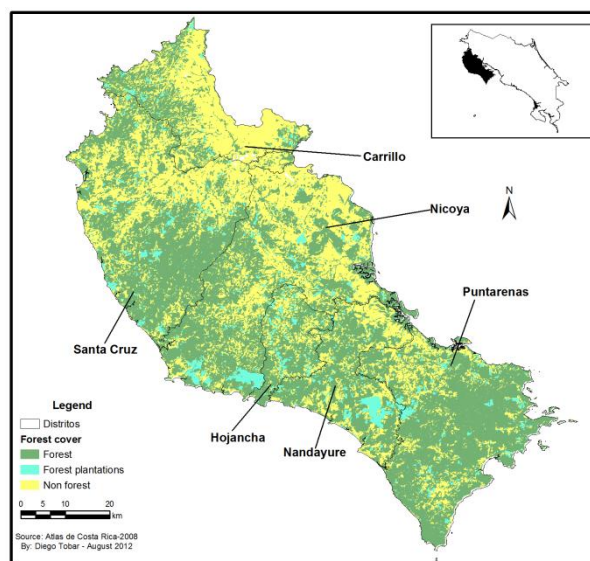 Carrillo
N
Nicoya
Puntarenas
Santa Cruz
Hojancha
Nandayure
Legend
Distritos
Forest cover
Forest
Forest plantations
Non forest
0 5 10 20
km
Source: Atlas de Costa Rica-2008
By: Diego Tobar - August 2012